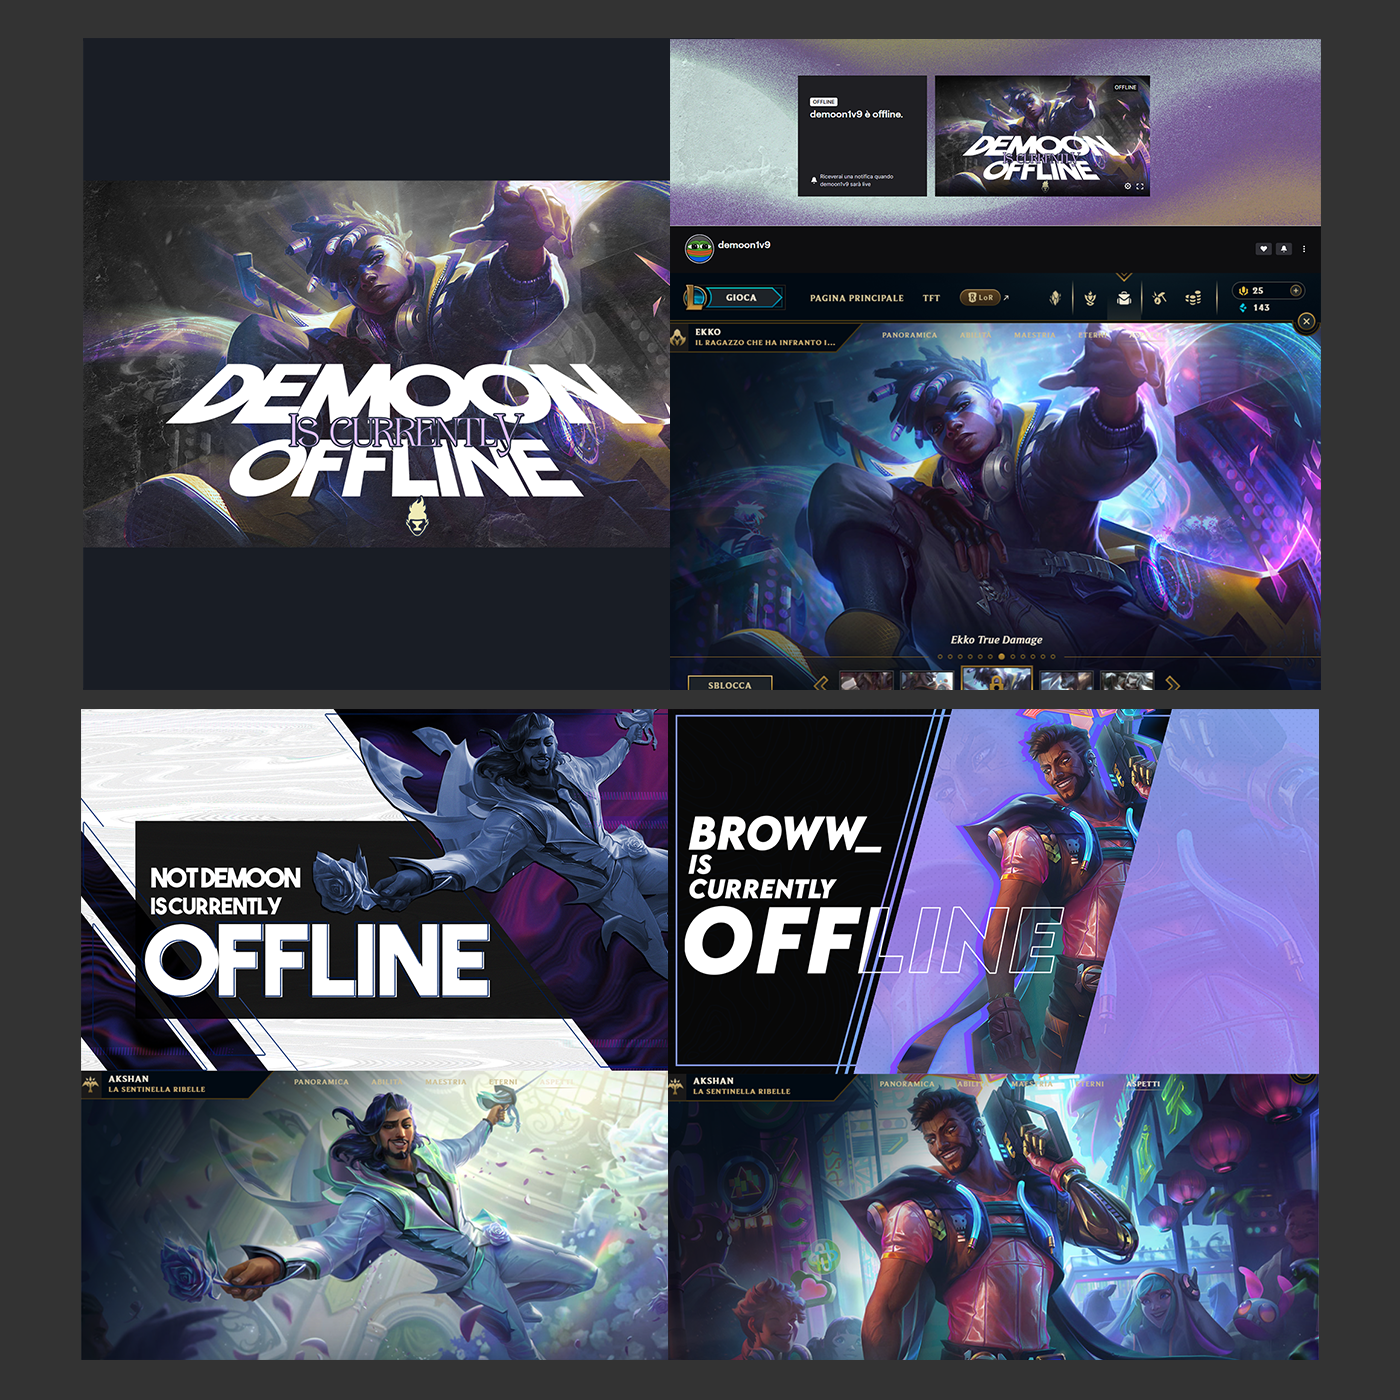 DEMOON
IS CURRENTLY
OFFLINE
OFFLINE
demoon1v9 è offline.
Riceverai una notifica quando
demoon1v9 sarà live
OFFLINE
DEMOON
IS CURRENTLY
OFFLINE
demoon1v9
GIOCA
PAGINA PRINCIPALE
TFT
LoR
25
143
EKKO
IL RAGAZZO CHE HA INFRANTO I...
PANORAMICA
ABILITÀ
MAESTRIA
ETERNI
Ekko True Damage
SBLOCCA
NOT DEMOON
IS CURRENTLY
OFFLINE
BROWW_
IS
CURRENTLY
OFFLINE
AKSHAN
LA SENTINELLA RIBELLE
PANORAMICA
ABILITÀ
MAESTRIA
ETERNI
ASPETTI
AKSHAN
LA SENTINELLA RIBELLE
PANORAMICA
ABILITÀ
MAESTRIA
ETERNI
ASPETTI